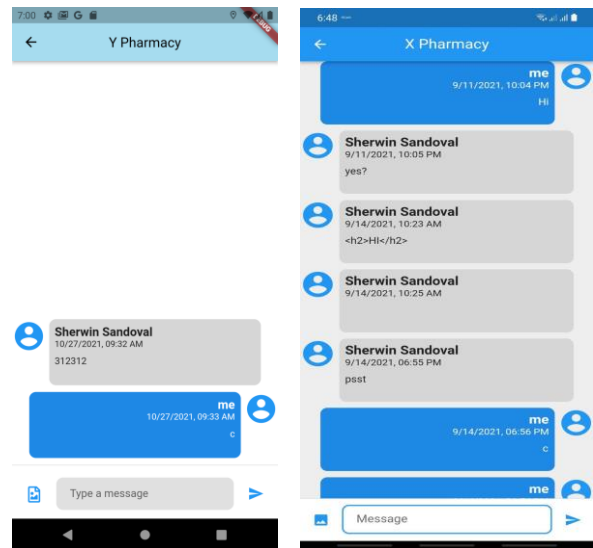 7:00 G
Y Pharmacy
Sherwin Sandoval
10/27/2021, 09:32 AM
312312
me
10/27/2021, 09:33 AM
c
Type a message
6:48
X Pharmacy
me
9/11/2021, 10:04 PM
Hi
Sherwin Sandoval
9/11/2021, 10:05 PM
yes?
Sherwin Sandoval
9/14/2021, 10:23 AM
<h2>HI</h2>
Sherwin Sandoval
9/14/2021, 10:25 AM
Sherwin Sandoval
9/14/2021, 06:55 PM
psst
me
9/14/2021, 06:56 PM
c
me
Message